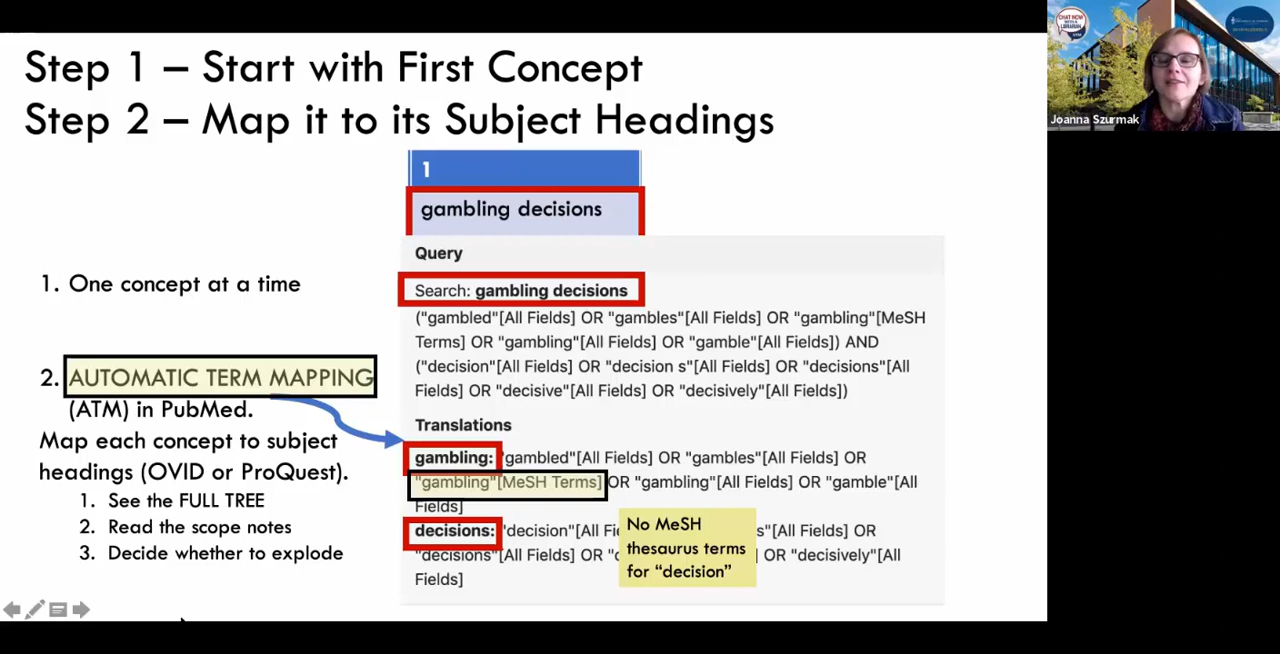 Step 1 – Start with First Concept
Step 2 – Map it to its Subject Headings
CHAT NOW
WITH A
LIBRARIAN
Joanna Szurmak
1
gambling decisions
Query
Search: gambling decisions
("gambled"[All Fields] OR "gambles"[All Fields] OR "gambling"[MeSH
Terms] OR "gambling"[All Fields] OR "gamble"[All Fields]) AND
("decision"[All Fields] OR "decision s"[All Fields] OR "decisions"[All
Fields] OR "decisive"[All Fields] OR "decisively"[All Fields])
Translations
gambling: "gambled"[All Fields] OR "gambles"[All Fields] OR
"gambling"[MeSH Terms] OR "gambling"[All Fields] OR "gamble"[All
Fields]
decisions: "decision"[All Fi s"[All Fields] OR
"decisions"[All Fields] OR "d OR "decisively"[All
Fields]
No MeSH
thesaurus terms
for "decision"
1. One concept at a time
2. AUTOMATIC TERM MAPPING
(ATM) in PubMed.
Map each concept to subject
headings (OVID or ProQuest).
1. See the FULL TREE
2. Read the scope notes
3. Decide whether to explode